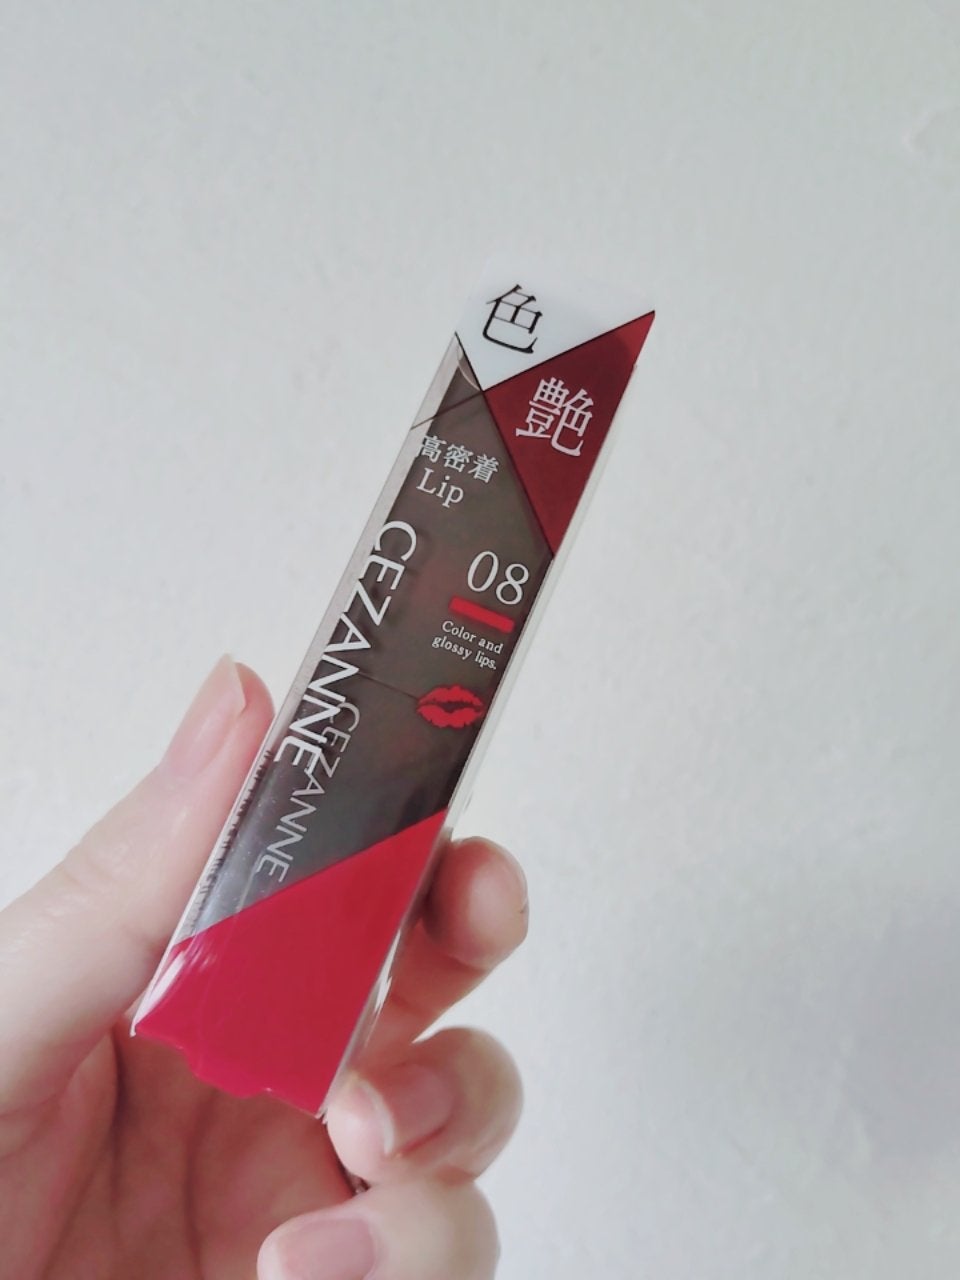 色
艶
高密着
Lip
08
Color and
glossy lips.
CEZANNE
CEZANNE